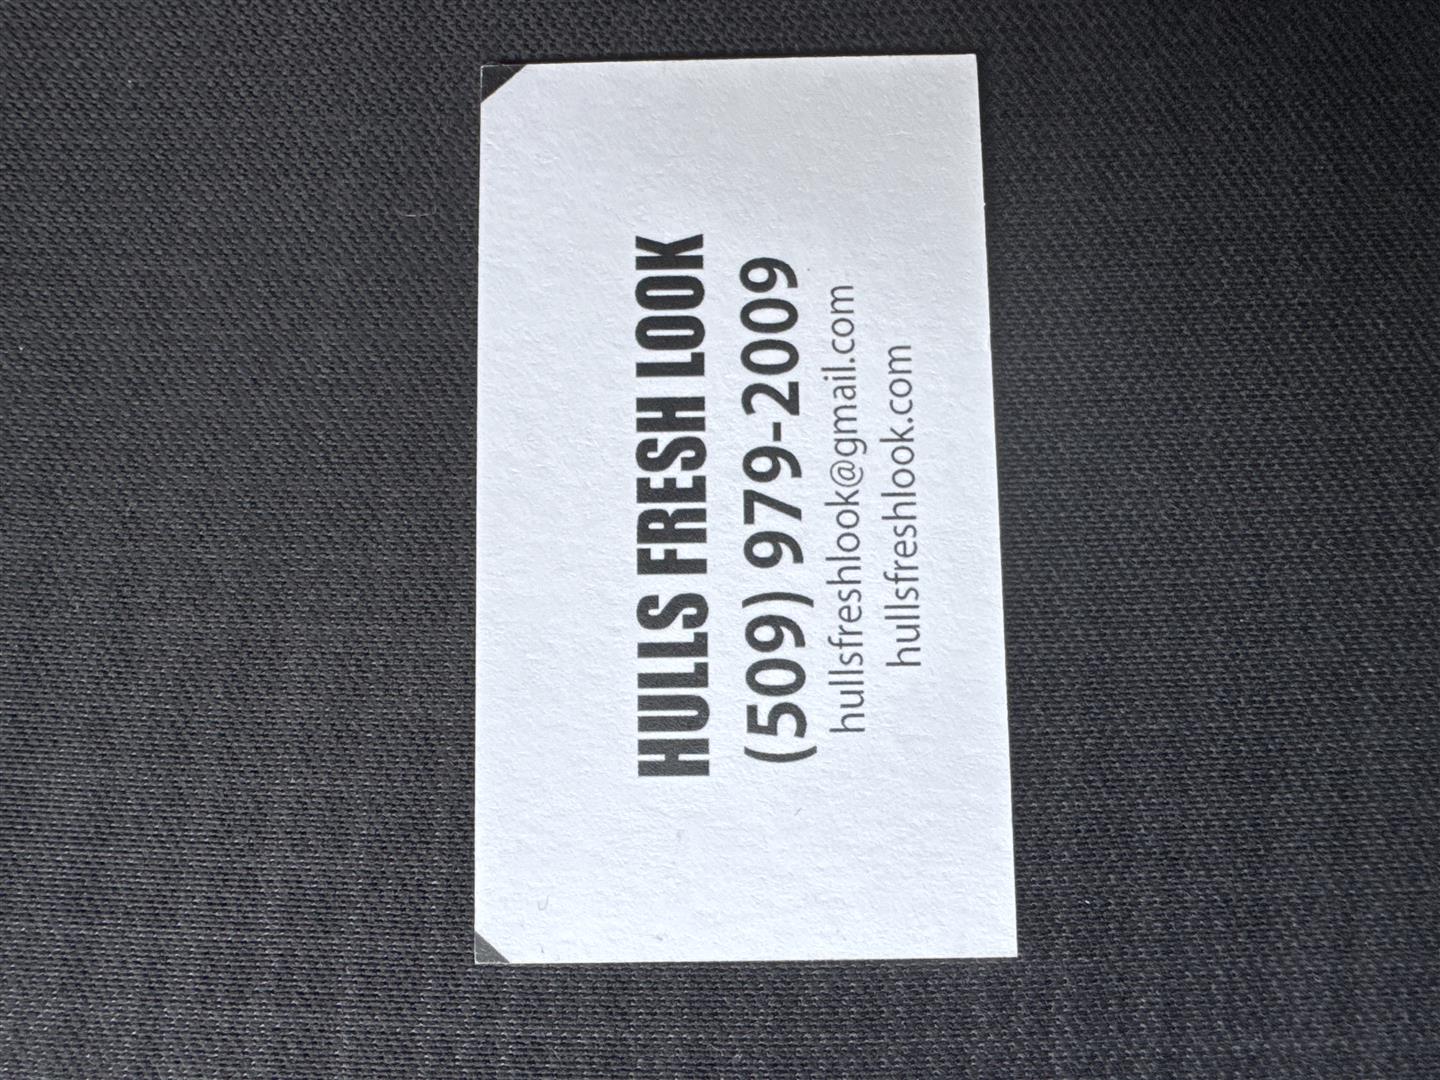 HULLS FRESH LOOK
(509) 979-2009
hullsfreshlook@gmail.com
hullsfreshlook.com